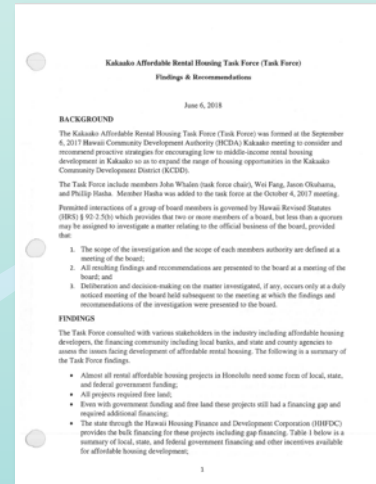 Kakaako Affordable Rental Housing Task Force (Task Force)
Findings & Recommendations
June 6, 2018
BACKGROUND
The Kakaako Affordable Rental Housing Task Force (Task Force) was formed at the September
6, 2017 Hawaii Community Development Authority (HCDA) Kakaako meeting to consider and
recommend proactive strategies for encouraging low to middle-income rental housing
development in Kakaako so as to expand the range of housing opportunities in the Kakaako
Community Development District (KCDD).
The Task Force include members John Whalen (task force chair), Wei Fang, Jason Okuhama,
and Phillip Hasha. Member Hasha was added to the task force at the October 4, 2017 meeting.
Permitted interactions of a group of board members is governed by Hawaii Revised Statutes
(HRS) § 92-2.5(b) which provides that two or more members of a board, but less than a quorum
may be assigned to investigate a matter relating to the official business of the board, provided
that:
1. The scope of the investigation and the scope of each members authority are defined at a
meeting of the board;
2. All resulting findings and recommendations are presented to the board at a meeting of the
board; and
3. Deliberation and decision-making on the matter investigated, if any, occurs only at a duly
noticed meeting of the board held subsequent to the meeting at which the findings and
recommendations of the investigation were presented to the board.
FINDINGS
The Task Force consulted with various stakeholders in the industry including affordable housing
developers, the financing community including local banks, and state and county agencies to
assess the issues facing development of affordable rental housing. The following is a summary of
the Task Force findings.
• Almost all rental affordable housing projects in Honolulu need some form of local, state,
and federal government funding;
• All projects required free land;
• Even with government funding and free land these projects still had a financing gap and
required additional financing;
• The state through the Hawaii Housing Finance and Development Corporation (HHFDC)
provides the bulk financing for these projects including gap financing. Table 1 below is a
summary of local, state, and federal government financing and other incentives available
for affordable housing development;
1